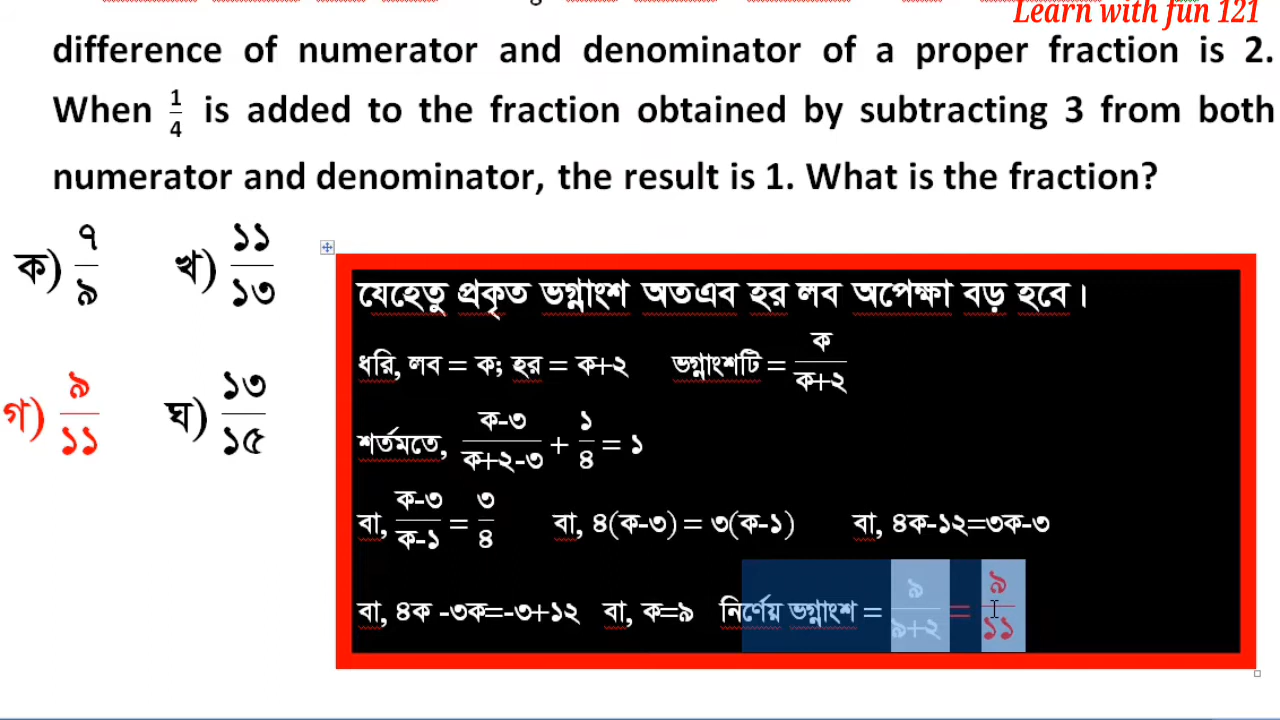 Learn with fun 121
difference of numerator and denominator of a proper fraction is 2.
When 1/4 is added to the fraction obtained by subtracting 3 from both
numerator and denominator, the result is 1. What is the fraction?
ক) ৭/৯ খ) ১১/১৩
গ) ৯/১১ ঘ) ১৩/১৫
যেহেতু প্রকৃত ভগ্নাংশ অতএব হর লব অপেক্ষা বড় হবে।
ধরি, লব = ক; হর = ক+২ ভগ্নাংশটি = ক/ক+২
শর্তমতে, ক-৩/ক+২-৩ + ১/৪ = ১
বা, ক-৩/ক-১ = ৩/৪ বা, ৪(ক-৩) = ৩(ক-১) বা, ৪ক-১২=৩ক-৩
বা, ৪ক -৩ক=-৩+১২ বা, ক=৯ নির্ণেয় ভগ্নাংশ = ৯/৯+২ = ৯/১১